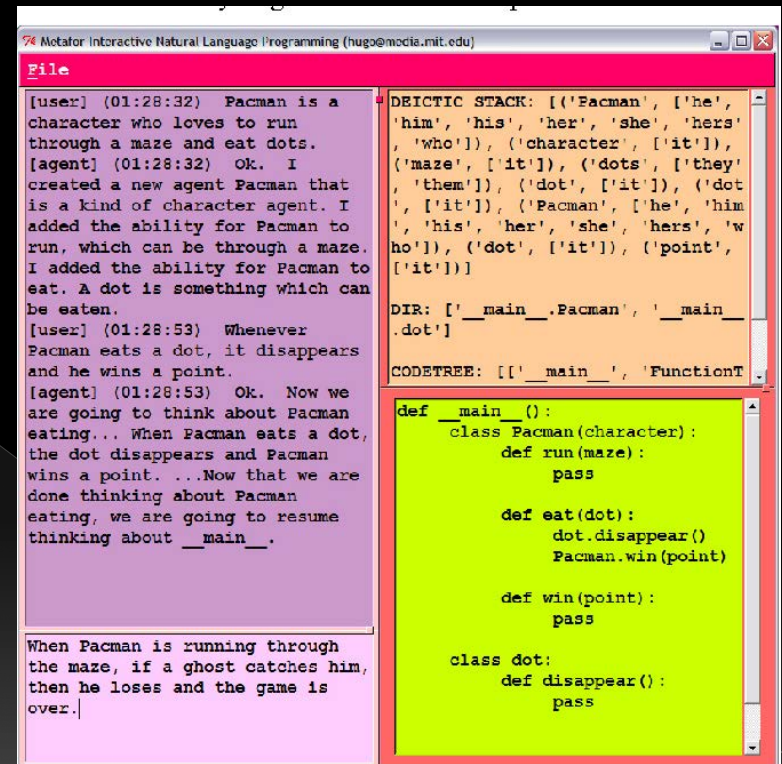 Metafor Interactive Natural Language Programming (hugo@media.mit.edu)
File
[user] (01:28:32) Pacman is a
character who loves to run
through a maze and eat dots.
[agent] (01:28:32) Ok. I
created a new agent Pacman that
is a kind of character agent. I
added the ability for Pacman to
run, which can be through a maze.
I added the ability for Pacman to
eat. A dot is something which can
be eaten.
[user] (01:28:53) Whenever
Pacman eats a dot, it disappears
and he wins a point.
[agent] (01:28:53) Ok. Now we
are going to think about Pacman
eating... When Pacman eats a dot,
the dot disappears and Pacman
wins a point. ...Now that we are
done thinking about Pacman
eating, we are going to resume
thinking about __main__.
When Pacman is running through
the maze, if a ghost catches him,
then he loses and the game is
over.
DEICTIC STACK: [('Pacman', ['he',
'him', 'his', 'her', 'she', 'hers'
, 'who']), ('character', ['it']),
('maze', ['it']), ('dots', ['they'
, 'them']), ('dot', ['it']), ('dot
', ['it']), ('Pacman', ['he', 'him
', 'his', 'her', 'she', 'hers', 'w
ho']), ('dot', ['it']), ('point',
['it'])]
DIR: ['__main__.Pacman', '__main__
.dot']
CODETREE: [['__main__', 'FunctionT
def __main__():
class Pacman(character):
def run(maze):
pass
def eat(dot):
dot.disappear()
Pacman.win(point)
def win(point):
pass
class dot:
def disappear():
pass